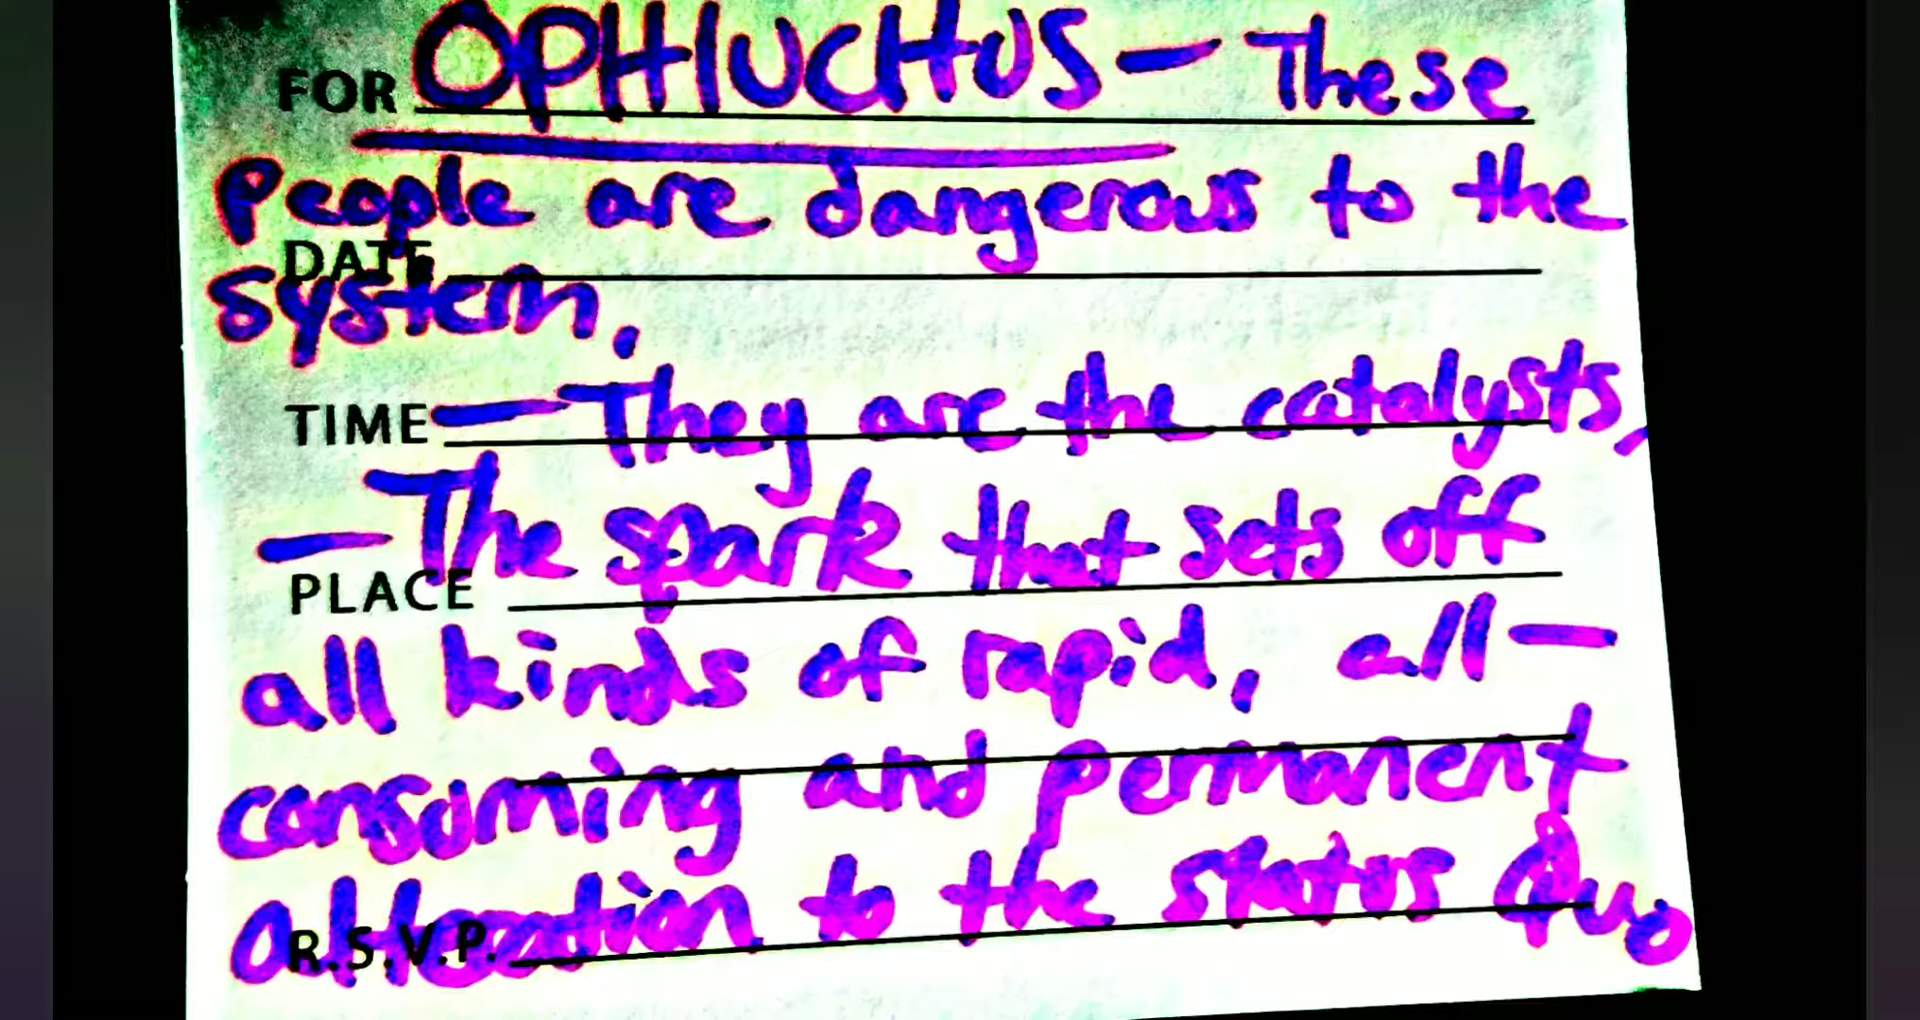 FOR OPHIUCHUS — These
People are dangerous to the
DATE
system.
TIME — They are the catalysts,
— The spark that sets off
PLACE
all kinds of rapid, all —
consuming and permanent
alteration to the status Quo
R.S.V.P.